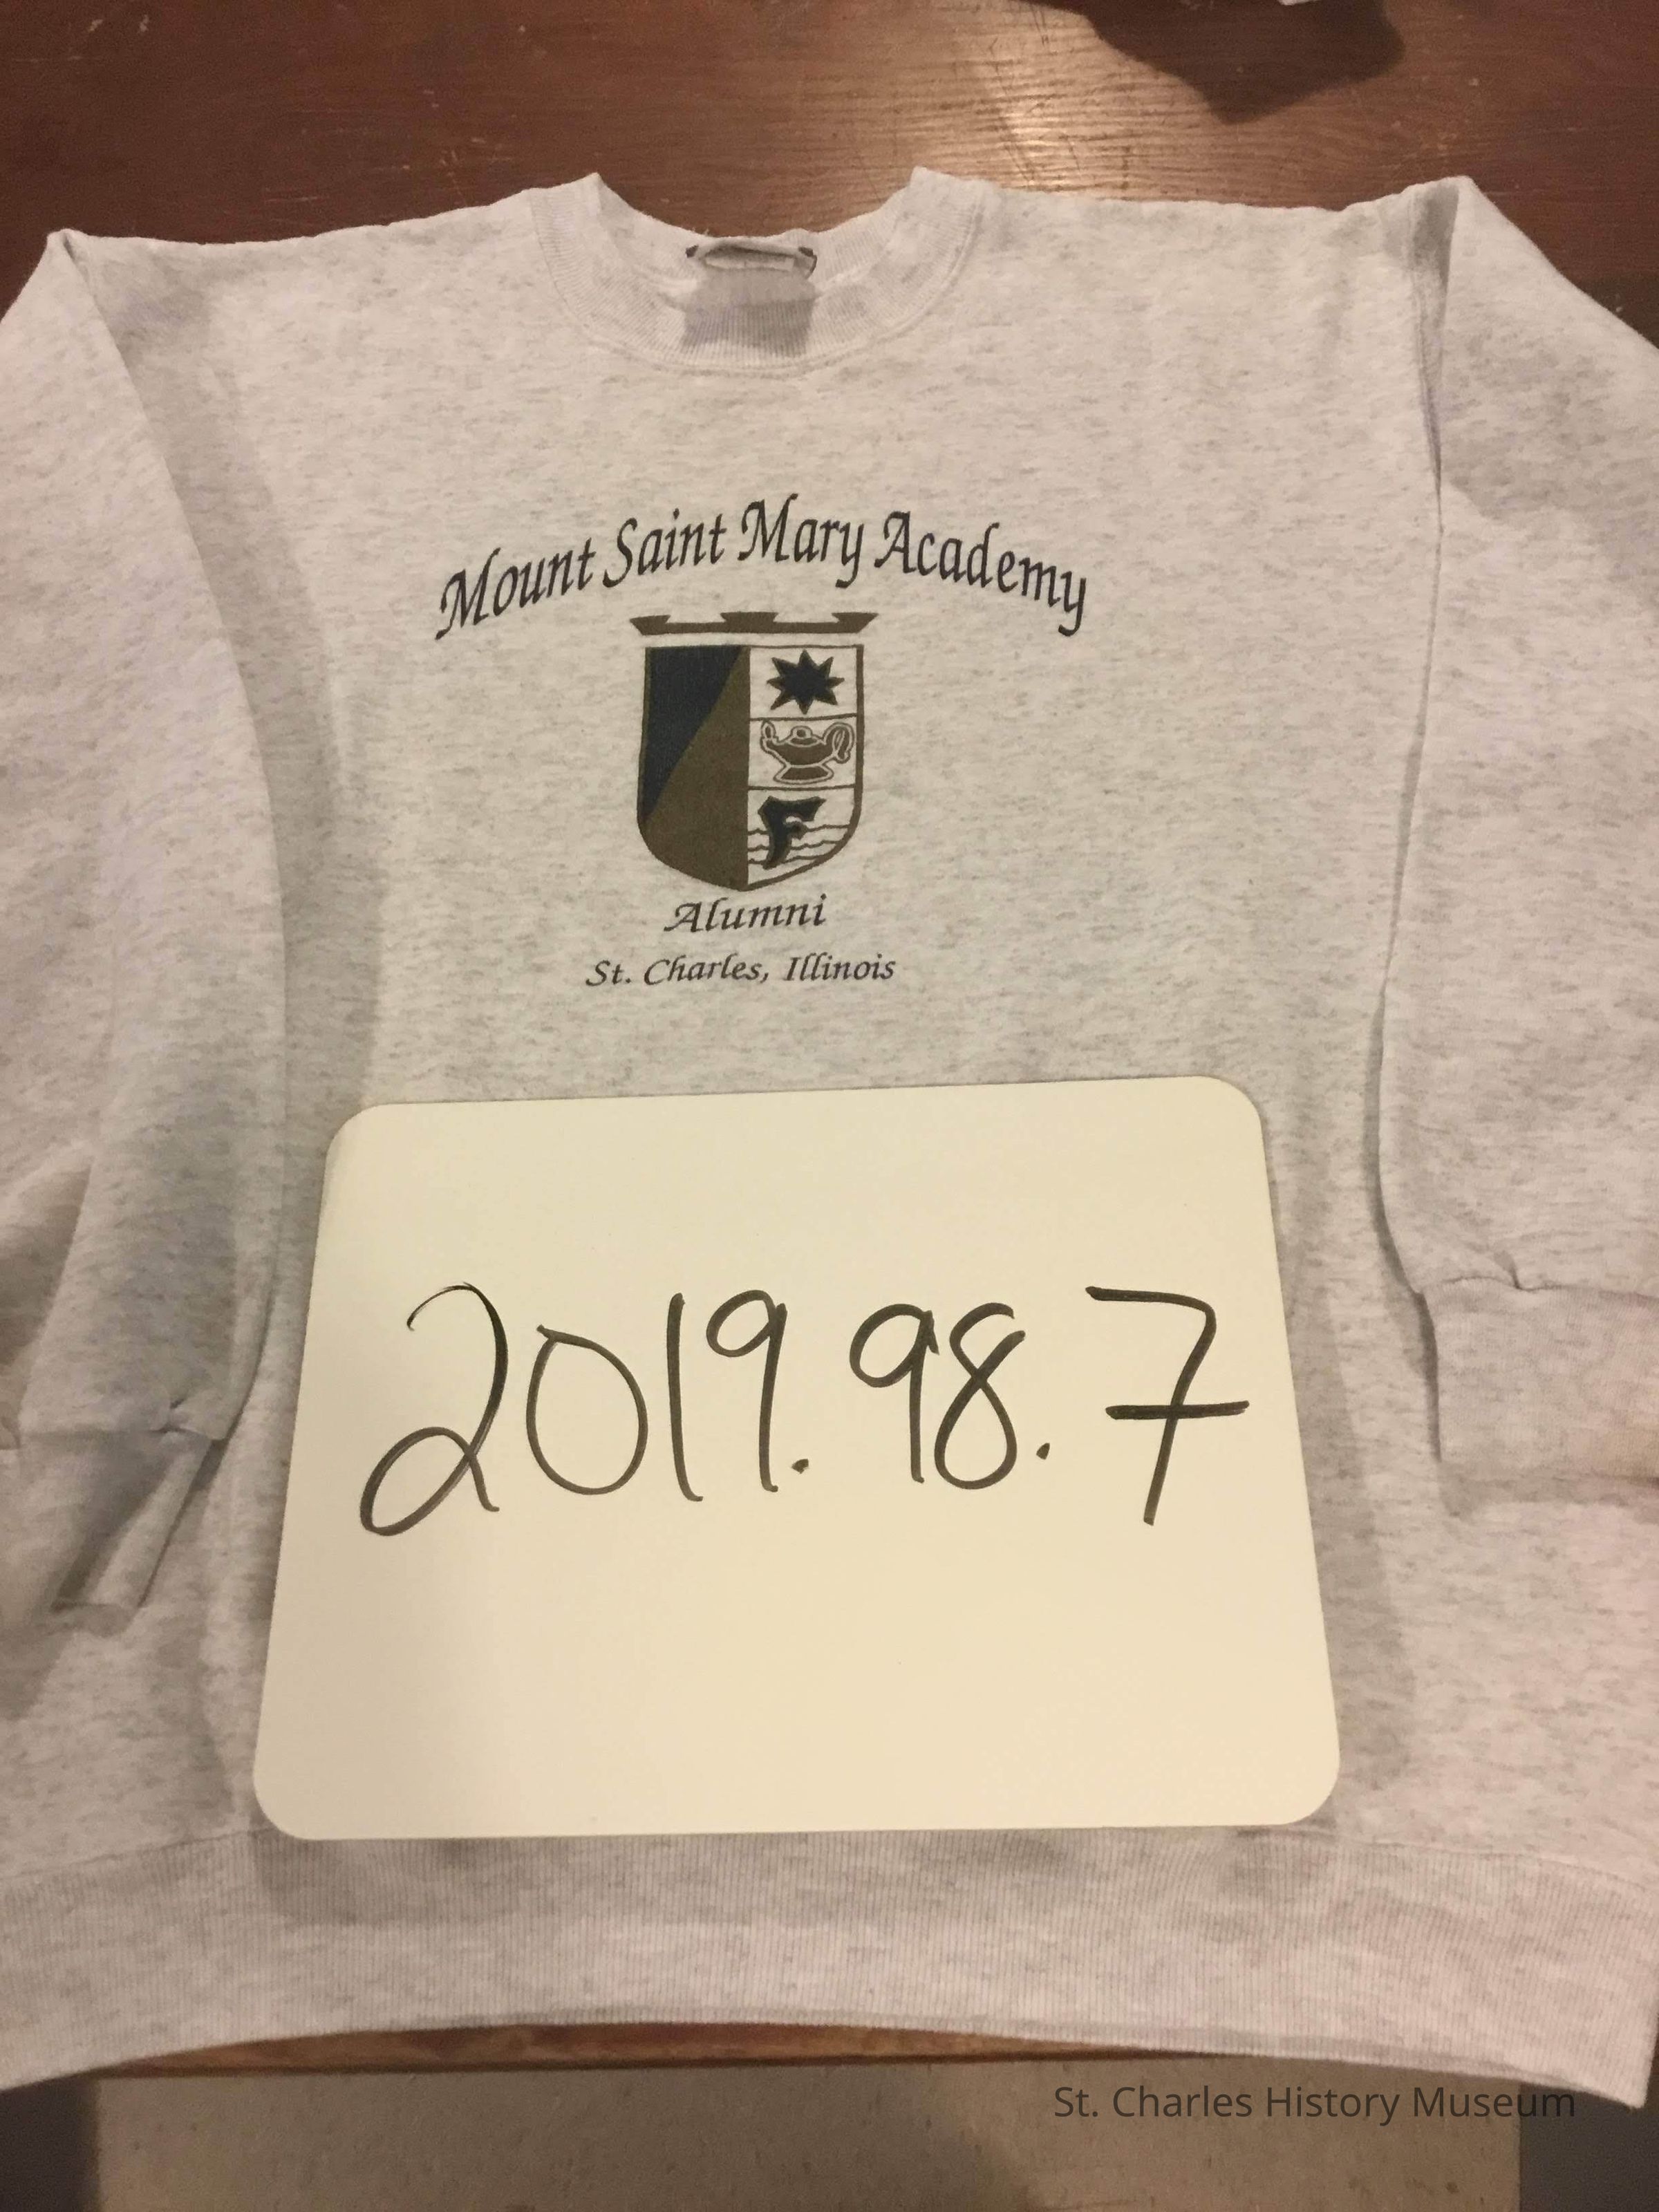 Mount Saint Mary Academy
F
Alumni
St. Charles, Illinois
2019.98.7
St. Charles History Museum